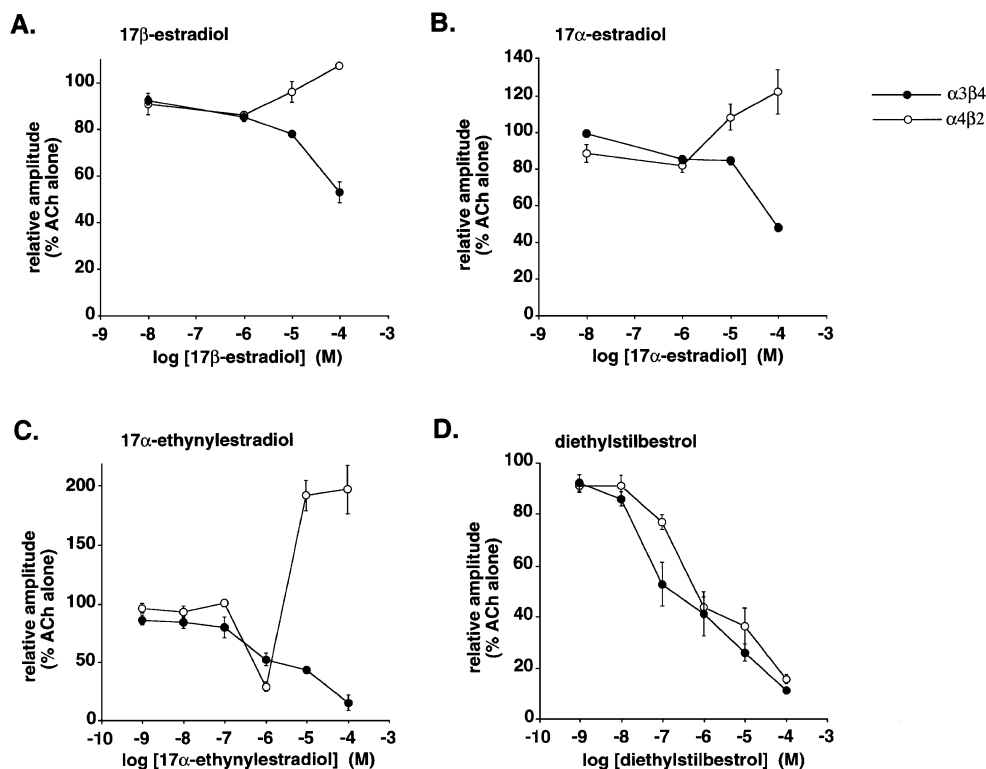 A.
17β-estradiol
relative amplitude
(% ACh alone)
100
80
60
40
20
0
-9 -8 -7 -6 -5 -4 -3
log [17β-estradiol] (M)
B.
17α-estradiol
relative amplitude
(% ACh alone)
140
120
100
80
60
40
20
0
-9 -8 -7 -6 -5 -4 -3
log [17α-estradiol] (M)
α3β4
α4β2
C.
17α-ethynylestradiol
relative amplitude
(% ACh alone)
200
150
100
50
0
-10 -9 -8 -7 -6 -5 -4 -3
log [17α-ethynylestradiol] (M)
D.
diethylstilbestrol
relative amplitude
(% ACh alone)
100
80
60
40
20
0
-10 -9 -8 -7 -6 -5 -4 -3
log [diethylstilbestrol] (M)